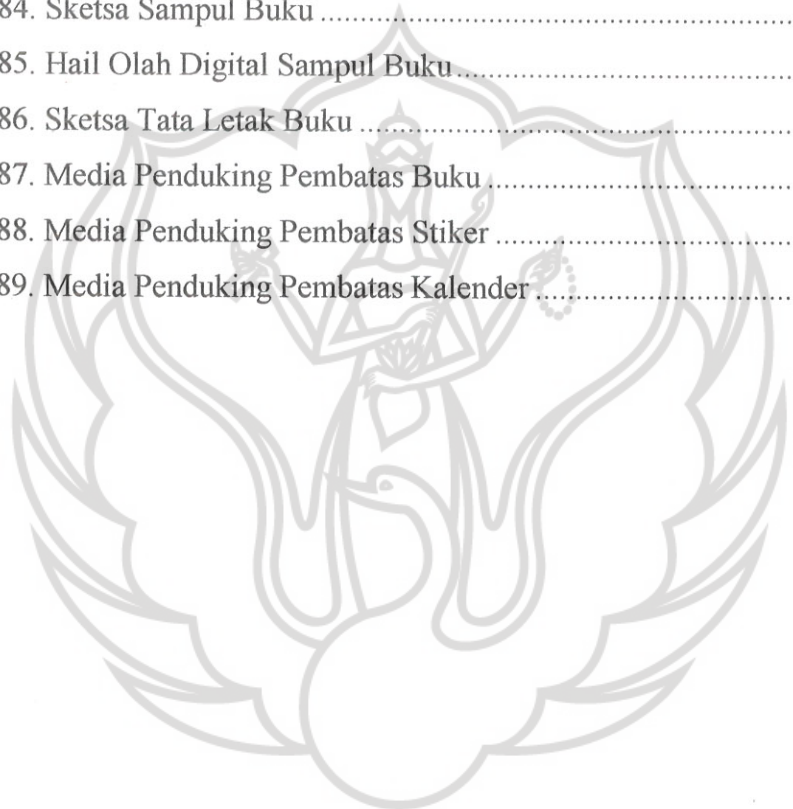 84. Sketsa Sampul Buku ..........................................................
85. Hail Olah Digital Sampul Buku ..........................................
86. Sketsa Tata Letak Buku .....................................................
87. Media Penduking Pembatas Buku ......................................
88. Media Penduking Pembatas Stiker .....................................
89. Media Penduking Pembatas Kalender ................................